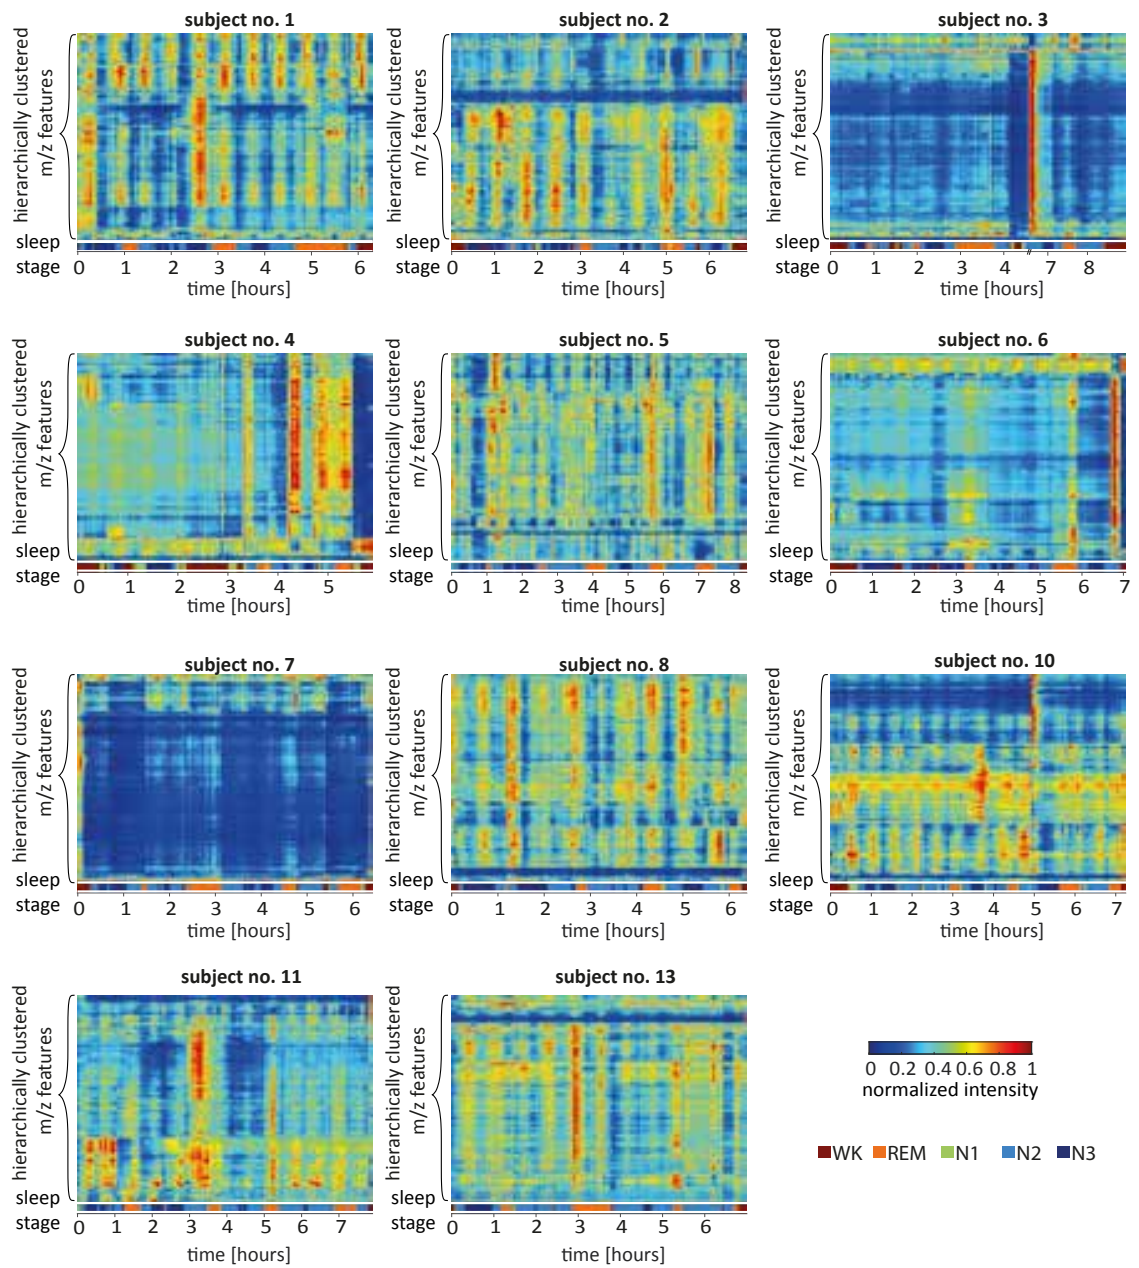 subject no. 1
hierarchically clustered
m/z features
sleep
stage
0 1 2 3 4 5 6
time [hours]
subject no. 2
hierarchically clustered
m/z features
sleep
stage
0 1 2 3 4 5 6
time [hours]
subject no. 3
hierarchically clustered
m/z features
sleep
stage
0 1 2 3 4 // 7 8
time [hours]
subject no. 4
hierarchically clustered
m/z features
sleep
stage
0 1 2 3 4 5
time [hours]
subject no. 5
hierarchically clustered
m/z features
sleep
stage
0 1 2 3 4 5 6 7 8
time [hours]
subject no. 6
hierarchically clustered
m/z features
sleep
stage
0 1 2 3 4 5 6 7
time [hours]
subject no. 7
hierarchically clustered
m/z features
sleep
stage
0 1 2 3 4 5 6
time [hours]
subject no. 8
hierarchically clustered
m/z features
sleep
stage
0 1 2 3 4 5 6
time [hours]
subject no. 10
hierarchically clustered
m/z features
sleep
stage
0 1 2 3 4 5 6 7
time [hours]
subject no. 11
hierarchically clustered
m/z features
sleep
stage
0 1 2 3 4 5 6 7
time [hours]
subject no. 13
hierarchically clustered
m/z features
sleep
stage
0 1 2 3 4 5 6
time [hours]
0 0.2 0.4 0.6 0.8 1
normalized intensity
WK REM N1 N2 N3